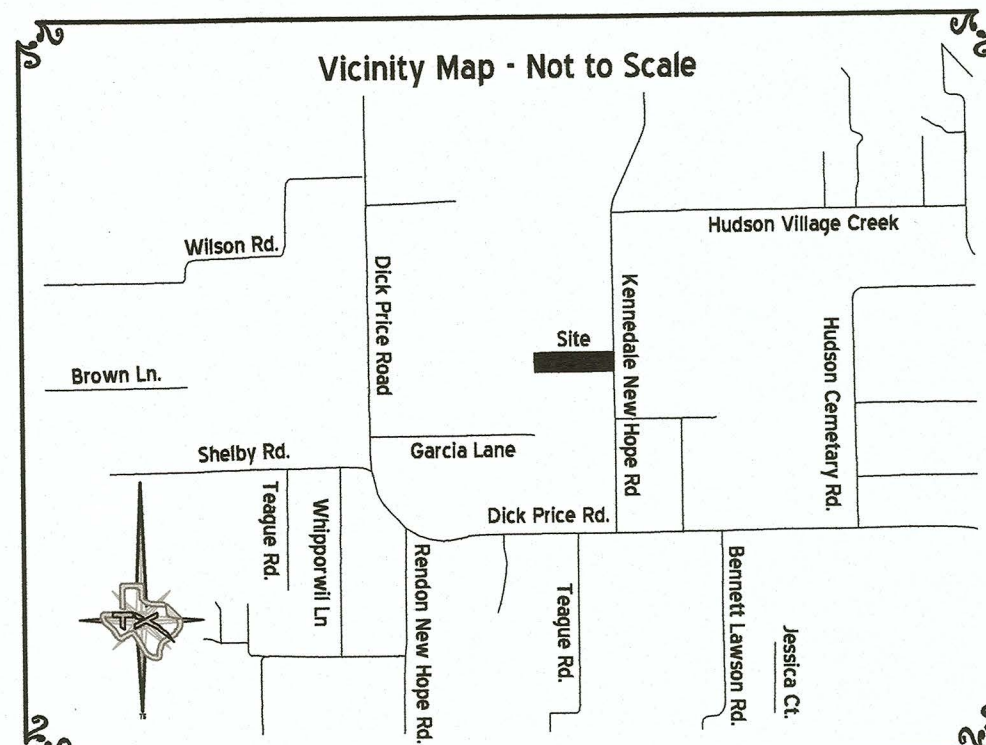 Vicinity Map - Not to Scale
Wilson Rd.
Hudson Village Creek
Dick Price Road
Kennedale New Hope Rd
Site
Hudson Cemetary Rd.
Brown Ln.
Shelby Rd.
Garcia Lane
Teague Rd.
Whipporwil Ln
Dick Price Rd.
Rendon New Hope Rd.
Teague Rd.
Bennett Lawson Rd.
Jessica Ct.
TX